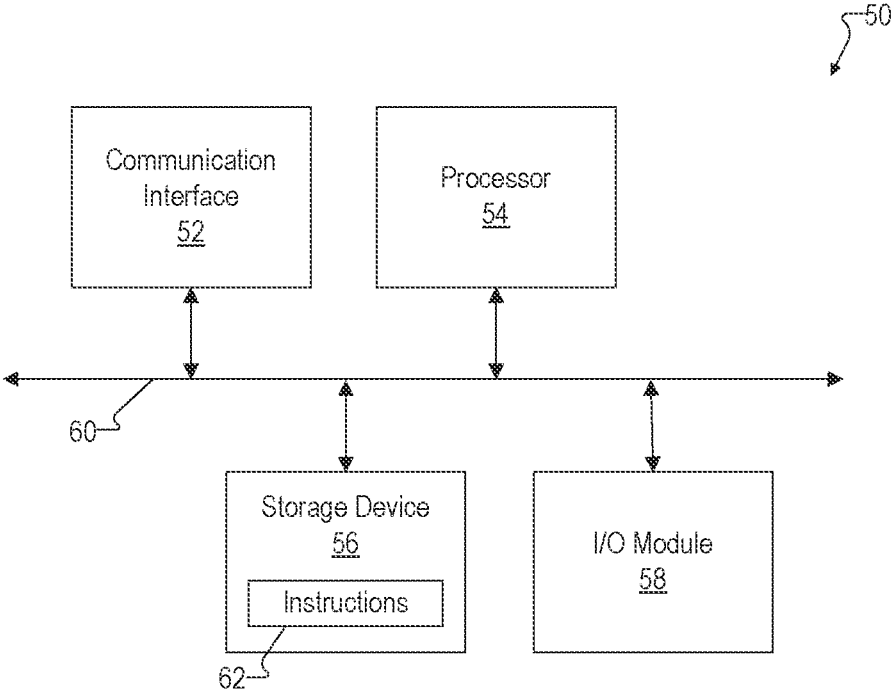 50
Communication
Interface
52
Processor
54
60
Storage Device
56
Instructions
62
I/O Module
58